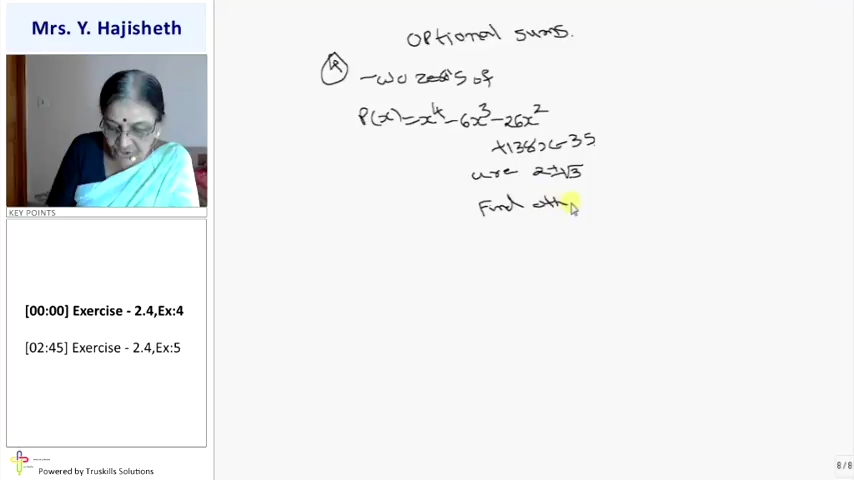 Mrs. Y. Hajisheth
KEY POINTS
[00:00] Exercise - 2.4,Ex:4
[02:45] Exercise - 2.4,Ex:5
Powered by Truskills Solutions
optional sums.
two zeros of
P(x)=x⁴-6x³-26x²
+138x-35
are 2±√3
Find oth
8/8